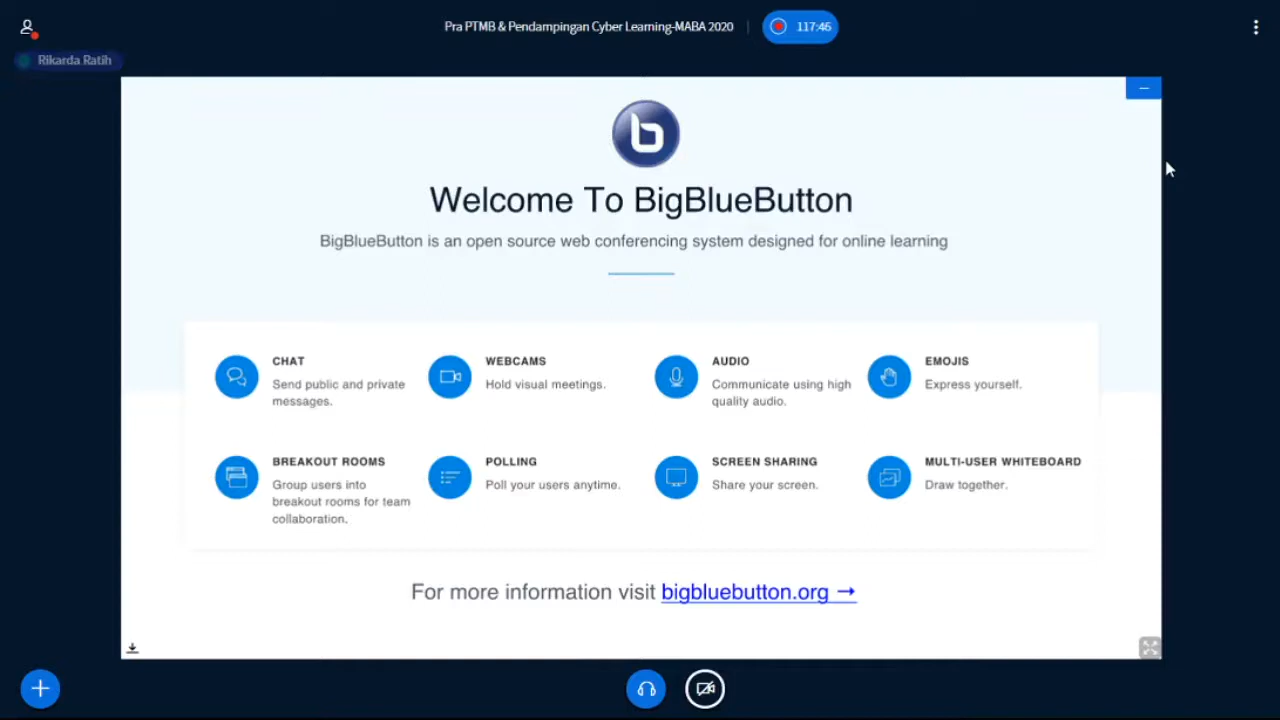 Pra PTMB & Pendampingan Cyber Learning-MABA 2020 | 117:46
Rikarda Ratih
Welcome To BigBlueButton
BigBlueButton is an open source web conferencing system designed for online learning
CHAT
Send public and private
messages.
WEBCAMS
Hold visual meetings.
AUDIO
Communicate using high
quality audio.
EMOJIS
Express yourself.
BREAKOUT ROOMS
Group users into
breakout rooms for team
collaboration.
POLLING
Poll your users anytime.
SCREEN SHARING
Share your screen.
MULTI-USER WHITEBOARD
Draw together.
For more information visit bigbluebutton.org →